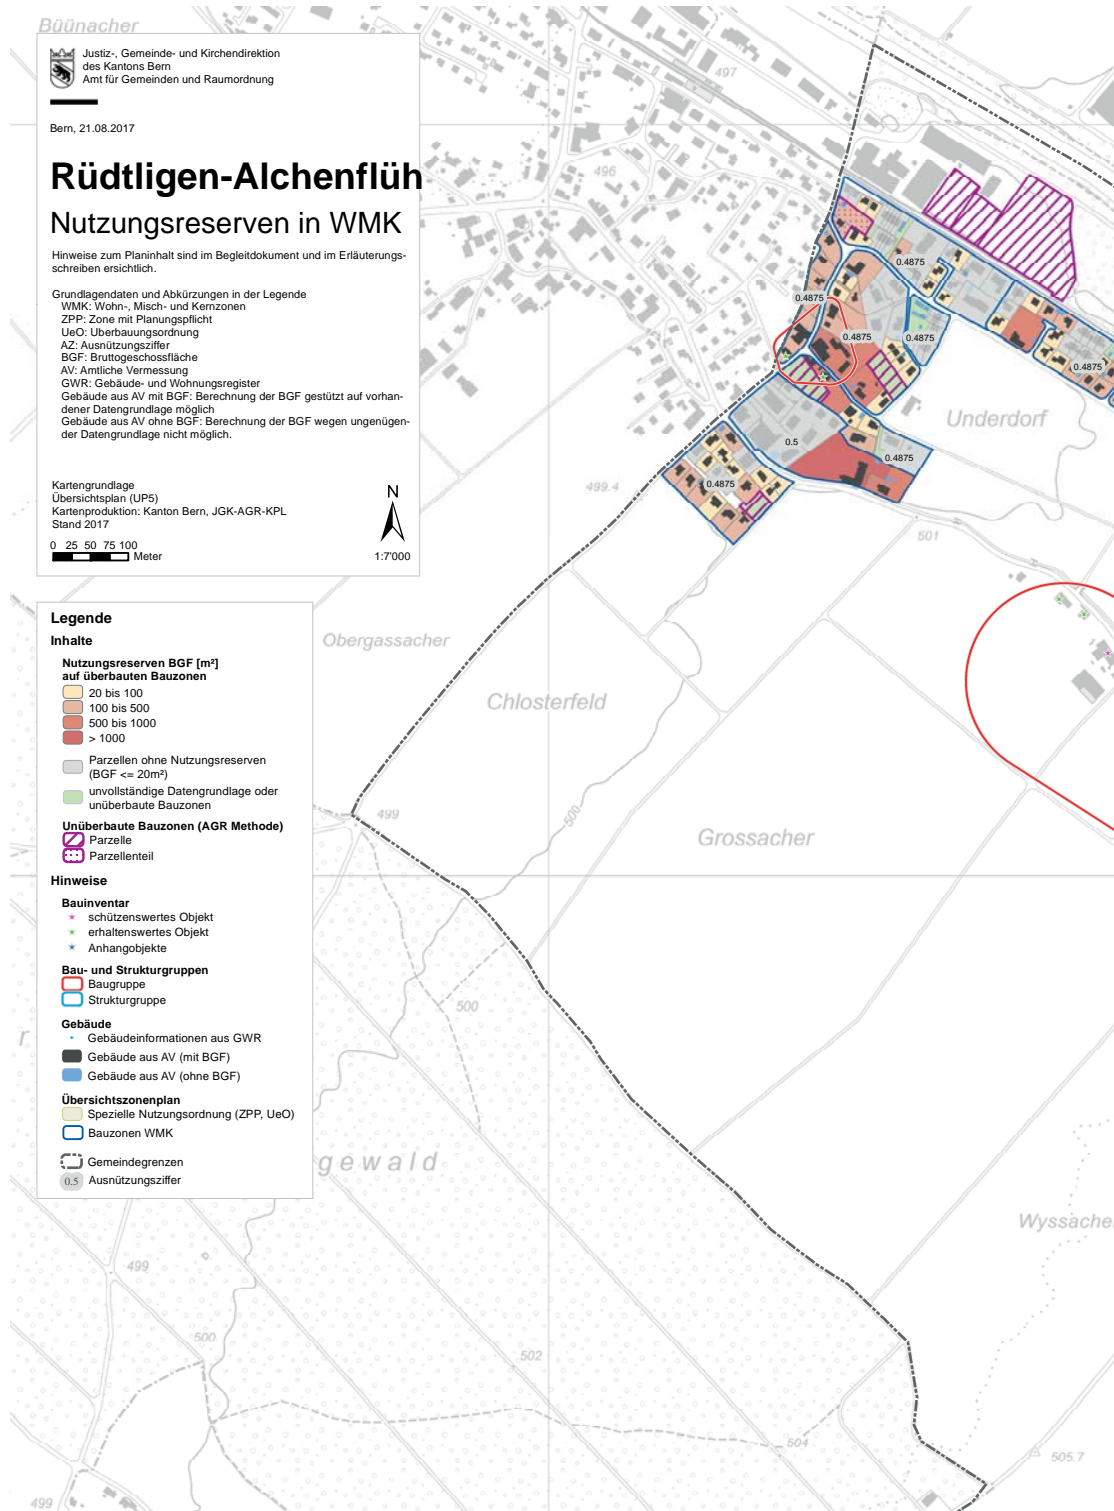 Büünacher
Justiz-, Gemeinde- und Kirchendirektion
des Kantons Bern
Amt für Gemeinden und Raumordnung
Bern, 21.08.2017
Rüdtligen-Alchenflüh
Nutzungsreserven in WMK
Hinweise zum Planinhalt sind im Begleitdokument und im Erläuterungs-
schreiben ersichtlich.
Grundlagendaten und Abkürzungen in der Legende
WMK: Wohn-, Misch- und Kernzonen
ZPP: Zone mit Planungspflicht
UeO: Überbauungsordnung
AZ: Ausnützungsziffer
BGF: Bruttogeschossfläche
AV: Amtliche Vermessung
GWR: Gebäude- und Wohnungsregister
Gebäude aus AV mit BGF: Berechnung der BGF gestützt auf vorhan-
dener Datengrundlage möglich
Gebäude aus AV ohne BGF: Berechnung der BGF wegen ungenügen-
der Datengrundlage nicht möglich.
Kartengrundlage
Übersichtsplan (UP5)
Kartenproduktion: Kanton Bern, JGK-AGR-KPL
Stand 2017
N
0 25 50 75 100
Meter
1:7'000
Legende
Inhalte
Nutzungsreserven BGF [m²]
auf überbauten Bauzonen
20 bis 100
100 bis 500
500 bis 1000
> 1000
Parzellen ohne Nutzungsreserven
(BGF <= 20m²)
unvollständige Datengrundlage oder
unüberbaute Bauzonen
Unüberbaute Bauzonen (AGR Methode)
Parzelle
Parzellenteil
Hinweise
Bauinventar
schützenswertes Objekt
erhaltenswertes Objekt
Anhangobjekte
Bau- und Strukturgruppen
Baugruppe
Strukturgruppe
Gebäude
Gebäudeinformationen aus GWR
Gebäude aus AV (mit BGF)
Gebäude aus AV (ohne BGF)
Übersichtszonenplan
Spezielle Nutzungsordnung (ZPP, UeO)
Bauzonen WMK
Gemeindegrenzen
0.5 Ausnützungsziffer
497
496
0.4875
0.4875
0.4875
0.4875
0.4875
Underdorf
0.5
0.4875
0.4875
499.4
501
Obergassacher
Chlosterfeld
499
500
Grossacher
500
r
gewald
Wyssache
499
500
502
504
505.7
499